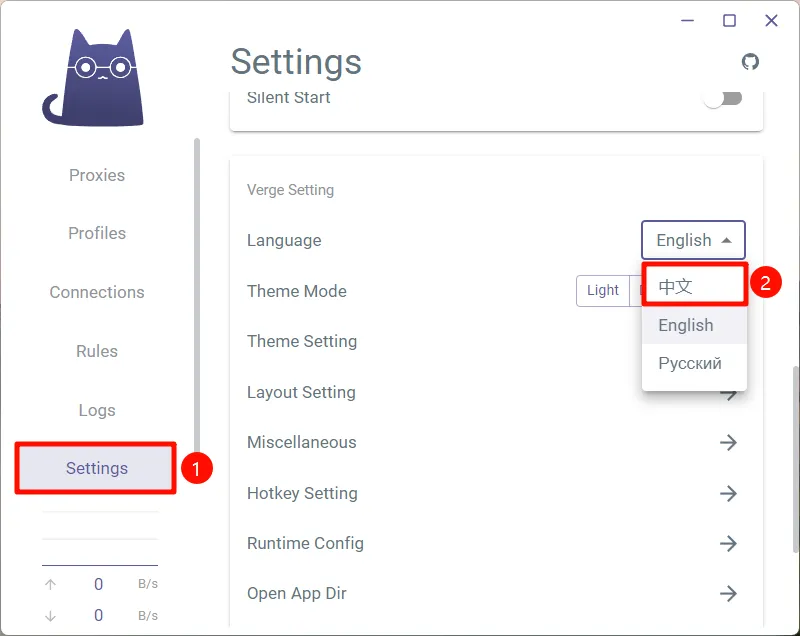 Settings
Silent Start
Proxies
Profiles
Connections
Rules
Logs
Settings
1
0 B/s
0 B/s
Verge Setting
Language English
中文
2
English
Русский
Theme Mode Light
Theme Setting
Layout Setting
Miscellaneous
Hotkey Setting
Runtime Config
Open App Dir